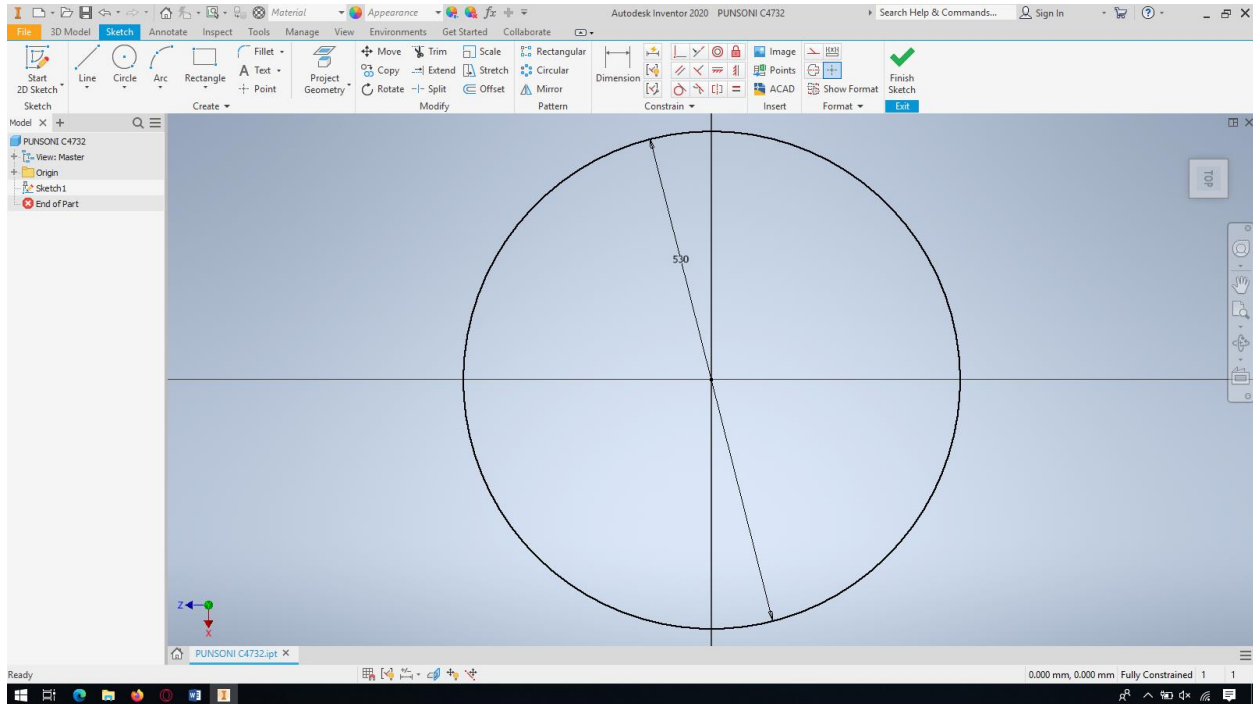 Material Appearance fx Autodesk Inventor 2020 PUNSONI C4732 Search Help & Commands... Sign In
File 3D Model Sketch Annotate Inspect Tools Manage View Environments Get Started Collaborate
Start 2D Sketch Line Circle Arc Rectangle Fillet Text Point Project Geometry Move Trim Scale Rectangular Dimension Image Finish Sketch
Copy Extend Stretch Circular Points
Rotate Split Offset Mirror ACAD Show Format
Sketch Create Modify Pattern Constrain Insert Format Exit
Model
PUNSONI C4732
View: Master
Origin
Sketch1
End of Part
TOP
530
Z
X
PUNSONI C4732.ipt
Ready 0.000 mm, 0.000 mm Fully Constrained 1 1